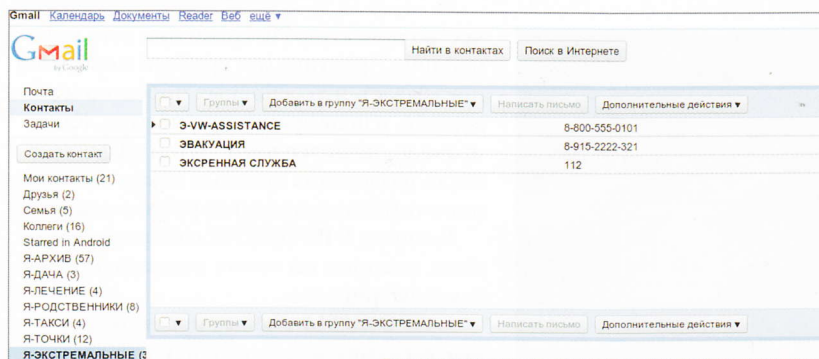 Gmail Календарь Документы Reader Веб ещё ▼
Gmail
by Google
Найти в контактах Поиск в Интернете
Почта
Контакты
Задачи
Создать контакт
Мои контакты (21)
Друзья (2)
Семья (5)
Коллеги (16)
Starred in Android
Я-АРХИВ (57)
Я-ДАЧА (3)
Я-ЛЕЧЕНИЕ (4)
Я-РОДСТВЕННИКИ (8)
Я-ТАКСИ (4)
Я-ТОЧКИ (12)
Я-ЭКСТРЕМАЛЬНЫЕ (3
Группы ▼ Добавить в группу "Я-ЭКСТРЕМАЛЬНЫЕ" ▼ Написать письмо Дополнительные действия ▼
Э-VW-ASSISTANCE 8-800-555-0101
ЭВАКУАЦИЯ 8-915-2222-321
ЭКСРЕННАЯ СЛУЖБА 112
Группы ▼ Добавить в группу "Я-ЭКСТРЕМАЛЬНЫЕ" ▼ Написать письмо Дополнительные действия ▼